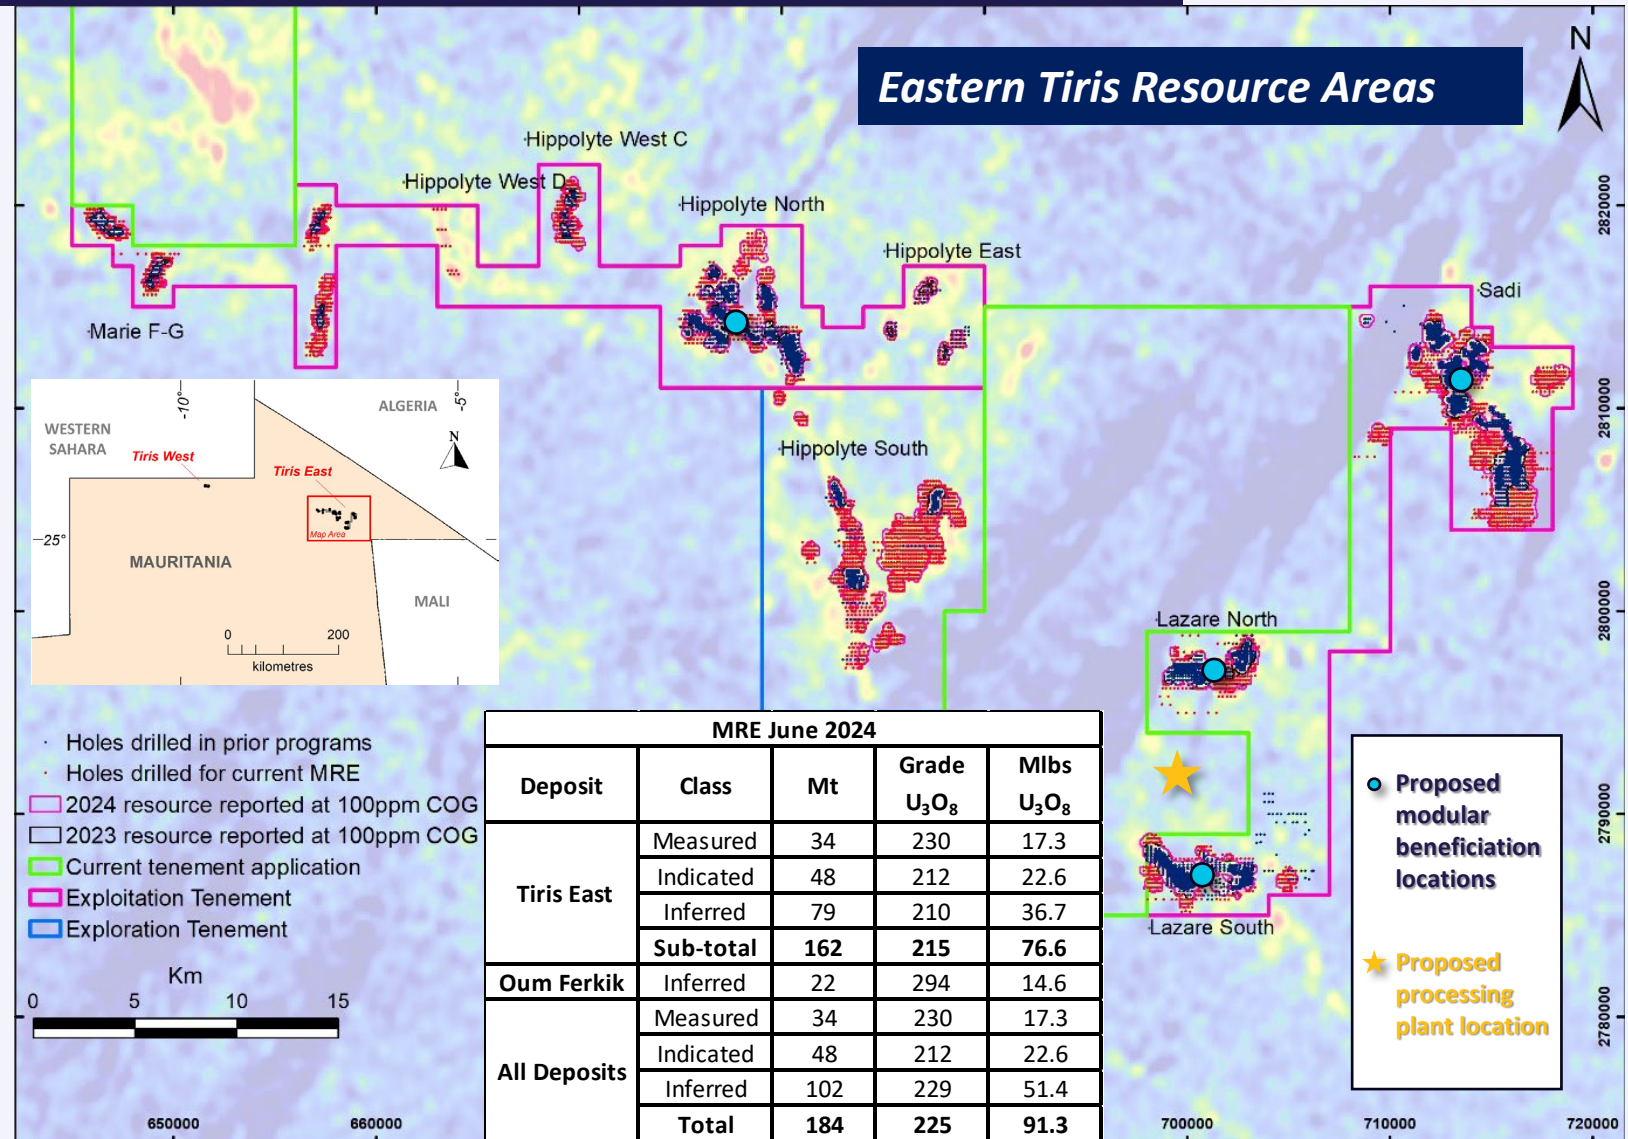 Eastern Tiris Resource Areas
N
Hippolyte West C
Hippolyte West D
Hippolyte North
Hippolyte East
Sadi
Marie F-G
Hippolyte South
Lazare North
Lazare South
2820000
2810000
2800000
2790000
2780000
-10°
-5°
ALGERIA
WESTERN
SAHARA
N
Tiris West
Tiris East
Map Area
25°
MAURITANIA
MALI
0 200
kilometres
Holes drilled in prior programs
Holes drilled for current MRE
2024 resource reported at 100ppm COG
2023 resource reported at 100ppm COG
Current tenement application
Exploitation Tenement
Exploration Tenement
Km
0 5 10 15
MRE June 2024
Deposit Class Mt Grade U3O8 Mlbs U3O8
Tiris East Measured 34 230 17.3
Indicated 48 212 22.6
Inferred 79 210 36.7
Sub-total 162 215 76.6
Oum Ferkik Inferred 22 294 14.6
All Deposits Measured 34 230 17.3
Indicated 48 212 22.6
Inferred 102 229 51.4
Total 184 225 91.3
Proposed
modular
beneficiation
locations
Proposed
processing
plant location
650000 660000 700000 710000 720000